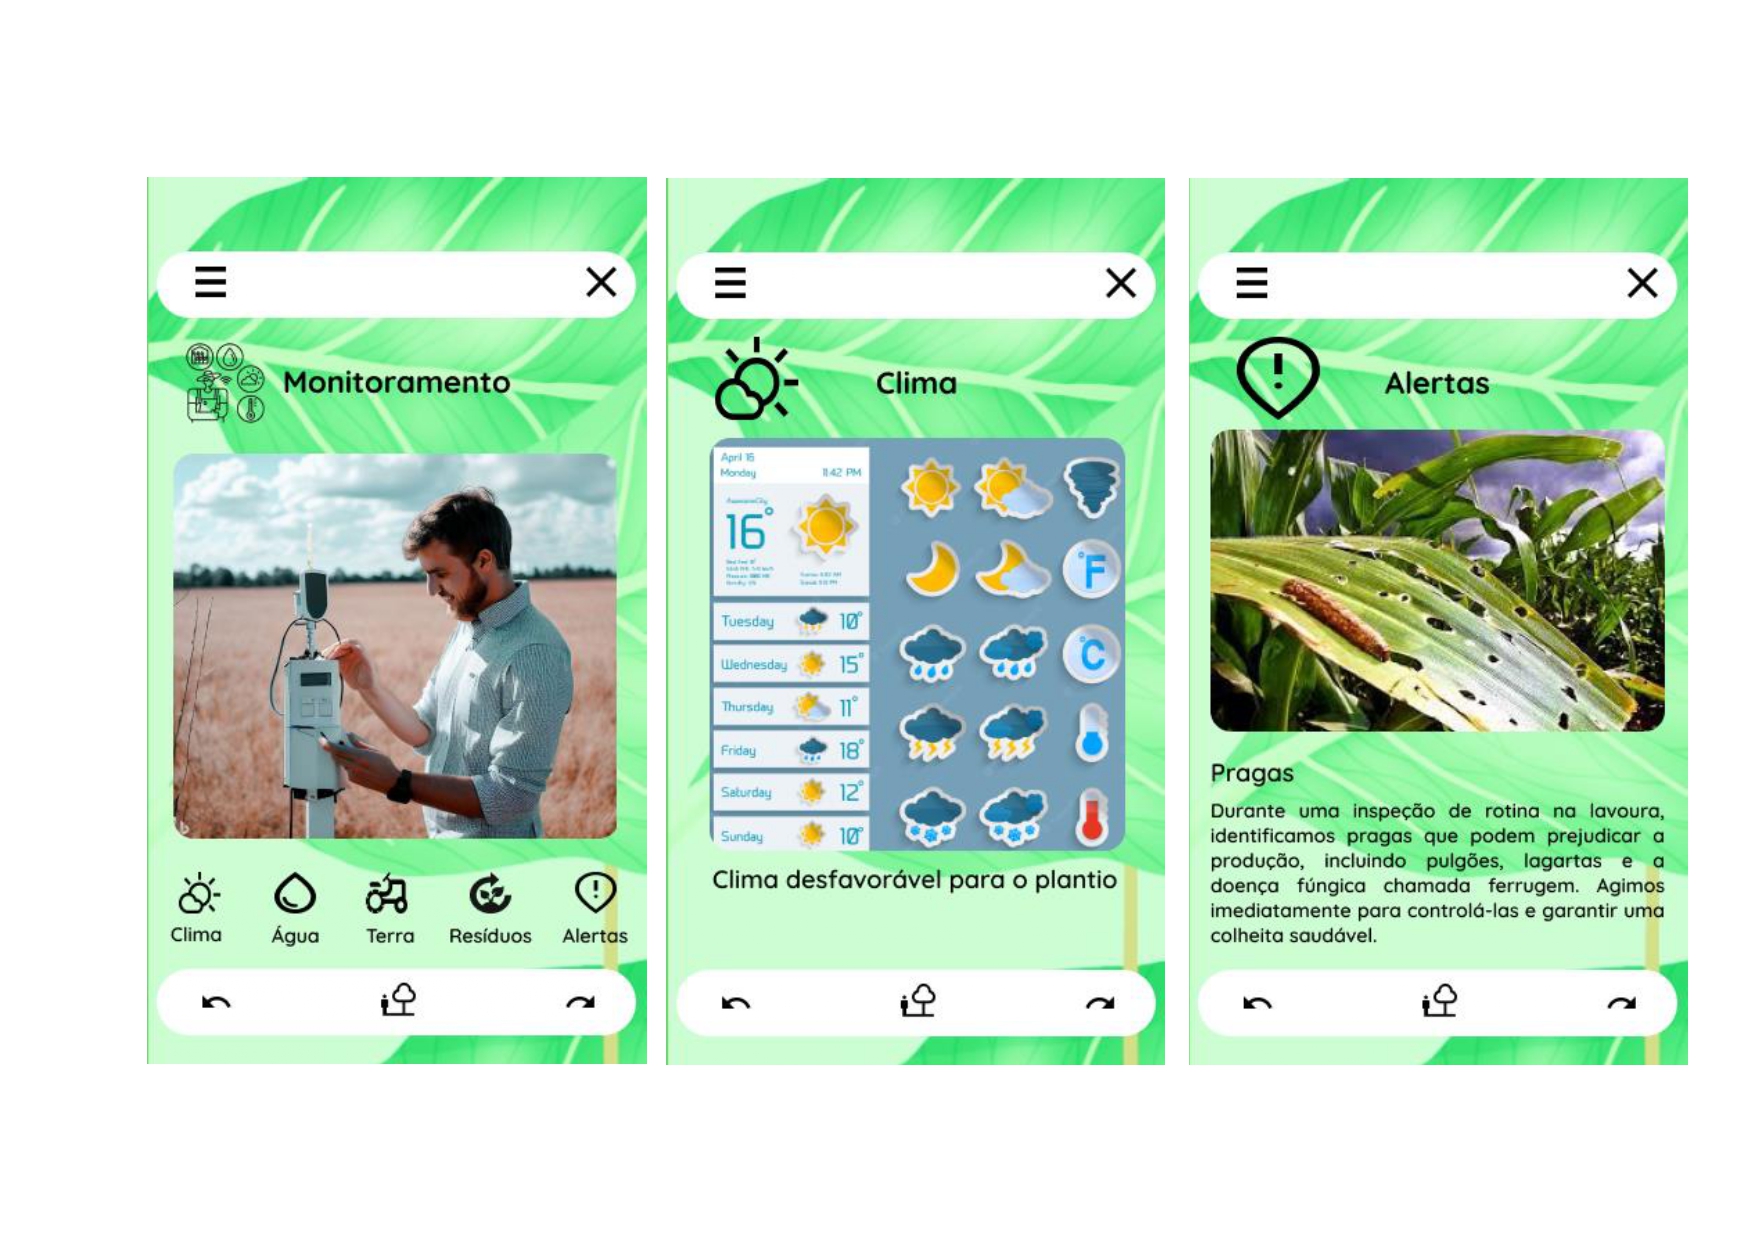 Monitoramento
Clima
Água
Terra
Resíduos
Alertas
Clima
April 16
Monday
11:42 PM
AwesomeCity
16°
Tuesday
10°
Wednesday
15°
Thursday
11°
Friday
18°
Saturday
12°
Sunday
10°
°F
°C
Clima desfavorável para o plantio
Alertas
Pragas
Durante uma inspeção de rotina na lavoura,
identificamos pragas que podem prejudicar a
produção, incluindo pulgões, lagartas e a
doença fúngica chamada ferrugem. Agimos
imediatamente para controlá-las e garantir uma
colheita saudável.